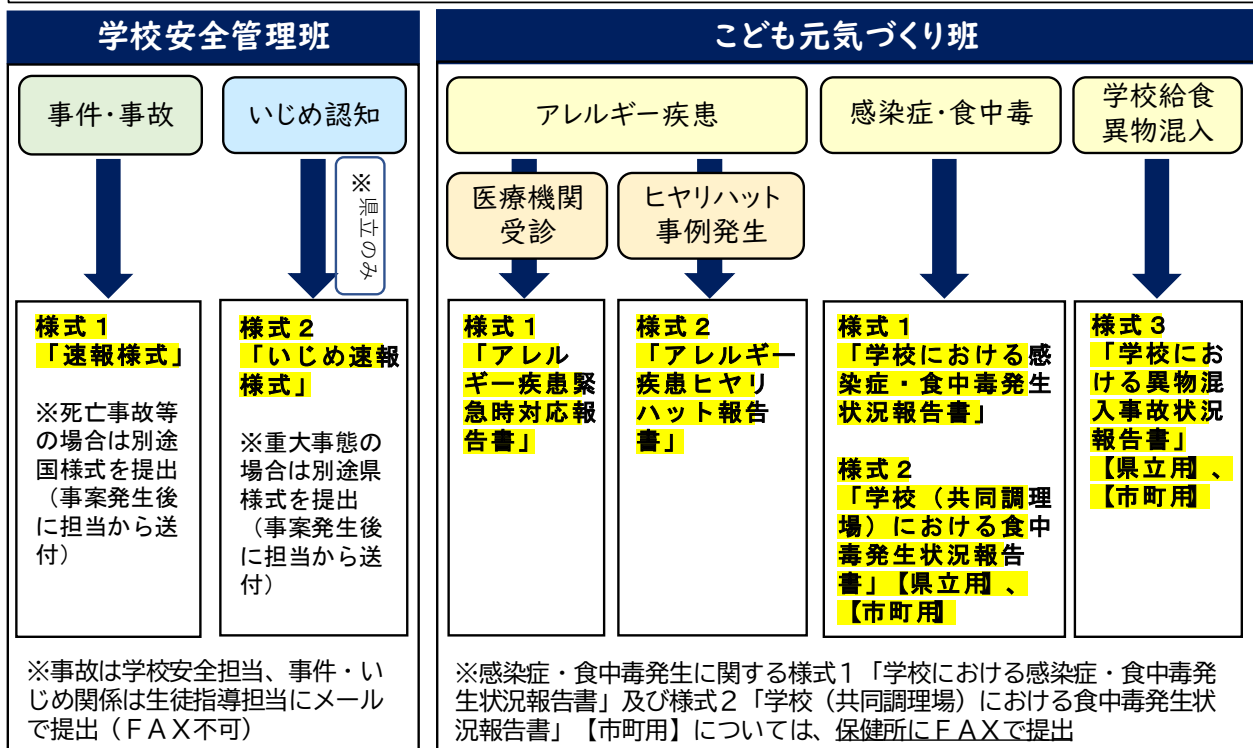 学校安全管理班
事件・事故
いじめ認知
※県立のみ
様式１
「速報様式」
※死亡事故等
の場合は別途
国様式を提出
（事案発生後
に担当から送
付）
様式２
「いじめ速報
様式」
※重大事態の
場合は別途県
様式を提出
（事案発生後
に担当から送
付）
※事故は学校安全担当、事件・い
じめ関係は生徒指導担当にメール
で提出（ＦＡＸ不可）
こども元気づくり班
アレルギー疾患
感染症・食中毒
学校給食
異物混入
医療機関
受診
ヒヤリハット
事例発生
様式１
「アレル
ギー疾患緊
急時対応報
告書」
様式２
「アレルギー
疾患ヒヤリ
ハット報告
書」
様式１
「学校における感
染症・食中毒発生
状況報告書」
様式２
「学校（共同調理
場）における食中
毒発生状況報告
書」【県立用】、
【市町用】
様式３
「学校にお
ける異物混
入事故状況
報告書」
【県立用】、
【市町用】
※感染症・食中毒発生に関する様式１「学校における感染症・食中毒発
生状況報告書」及び様式２「学校（共同調理場）における食中毒発生状
況報告書」【市町用】については、保健所にＦＡＸで提出